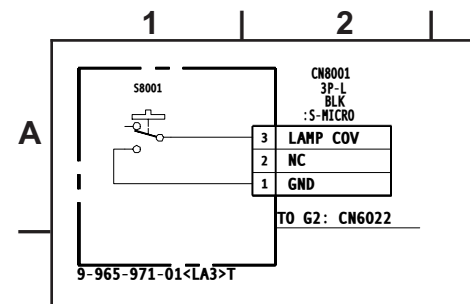 1 2
A
S8001
CN8001
3P-L
BLK
:S-MICRO
3 LAMP COV
2 NC
1 GND
TO G2: CN6022
9-965-971-01<LA3>T